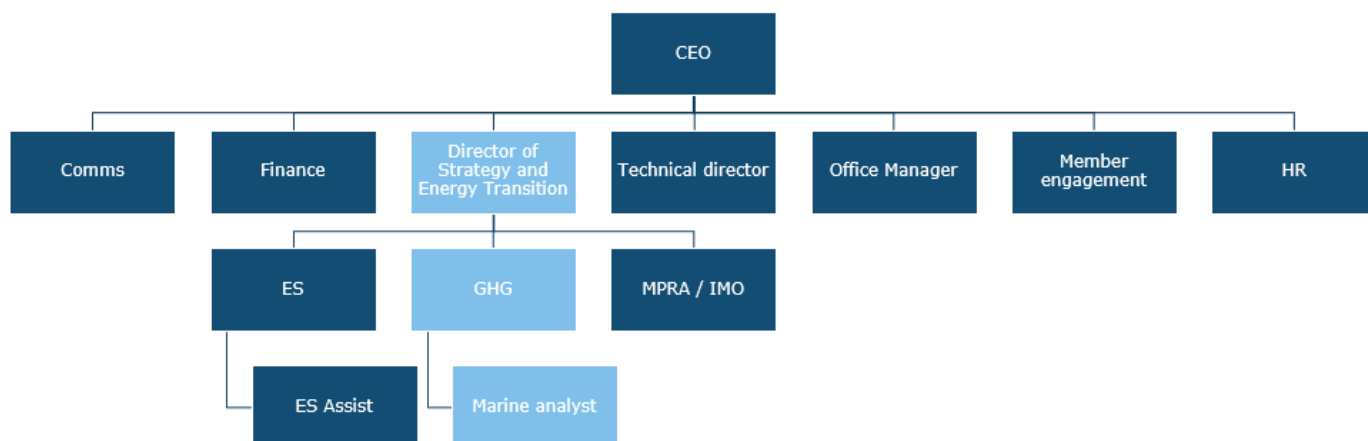 CEO
Comms
Finance
Director of
Strategy and
Energy Transition
Technical director
Office Manager
Member
engagement
HR
ES
GHG
MPRA / IMO
ES Assist
Marine analyst